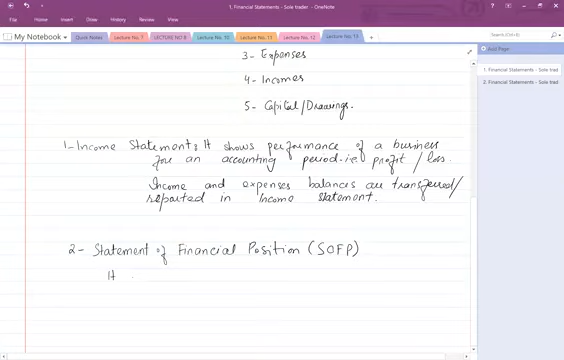 1, Financial Statements - Sole trader - OneNote
File Home Insert Draw History Review View
My Notebook Quick Notes Lecture No. 7 LECTURE NO 8 Lecture No. 10 Lecture No. 11 Lecture No. 12 Lecture No. 13
Add Page
1. Financial Statements - Sole trad
2. Financial Statements - Sole trad
3- Expenses
4- Incomes
5- Capital/Drawings.
1- Income Statement: It shows performance of a business
for an accounting period-i.e. profit/loss.
Income and expenses balances are transferred/
reported in Income statement.
2- Statement of Financial Position (SOFP)
It